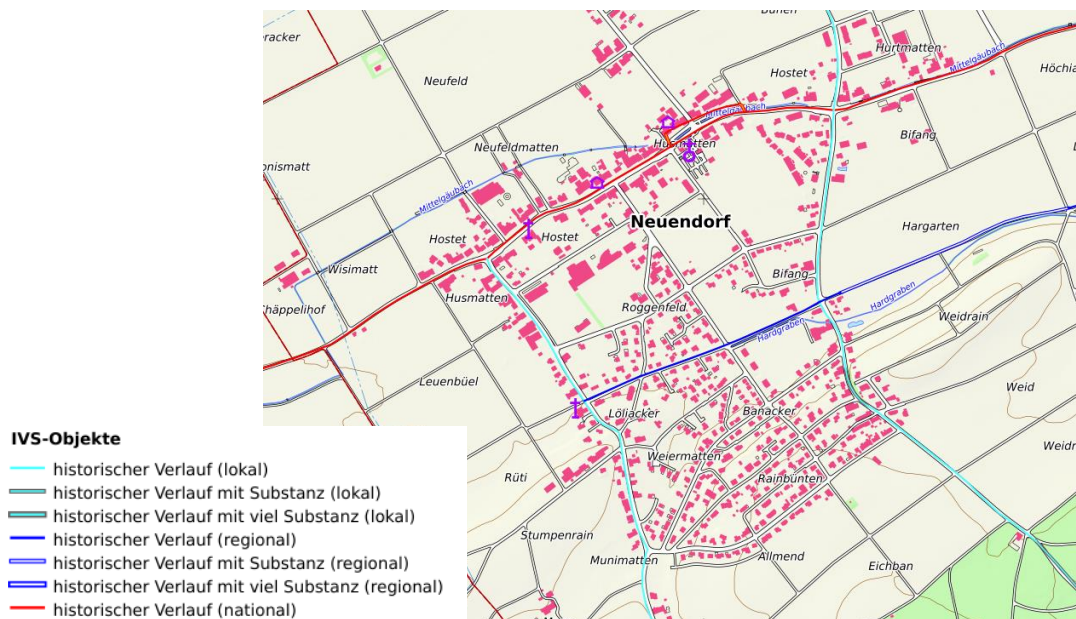 Neufeld
Hurtmatten
Mittelgäubach
Hostet
Höchia
Mittelgäubach
Bifang
Husmatten
Neufeldmatten
onismatt
Mittelgäubach
Neuendorf
Hostet
Hostet
Hargarten
Wisimatt
Bifang
Husmatten
Hardgraben
Chäppelihof
Roggenfeld
Weidrain
Hardgraben
Leuenbüel
Weid
Löliacker
Banacker
IVS-Objekte
Weiermatten
Weidr
historischer Verlauf (lokal)
Rüti
Rainbünten
historischer Verlauf mit Substanz (lokal)
historischer Verlauf mit viel Substanz (lokal)
Stumpenrain
historischer Verlauf (regional)
Munimatten
Allmend
historischer Verlauf mit Substanz (regional)
Eichban
historischer Verlauf mit viel Substanz (regional)
historischer Verlauf (national)